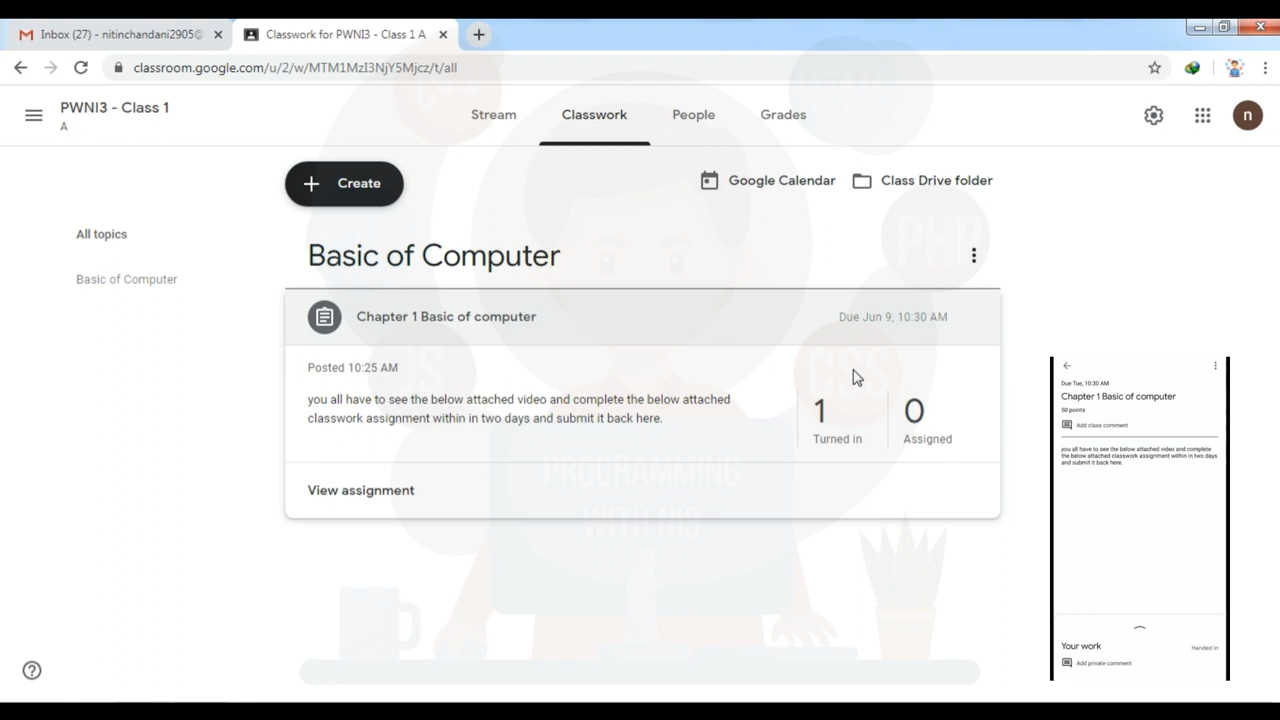 Inbox (27) - nitinchandani2905@
Classwork for PWNI3 - Class 1 A
classroom.google.com/u/2/w/MTM1MzI3NjY5Mjcz/t/all
PWNI3 - Class 1
A
Stream
Classwork
People
Grades
n
Create
Google Calendar
Class Drive folder
All topics
Basic of Computer
Basic of Computer
Chapter 1 Basic of computer
Due Jun 9, 10:30 AM
Posted 10:25 AM
you all have to see the below attached video and complete the below attached
classwork assignment within in two days and submit it back here.
1
Turned in
0
Assigned
View assignment
PHP
CSS
JS
PROGRAMMING
WITH NI3
Due Tue, 10:30 AM
Chapter 1 Basic of computer
50 points
Add class comment
you all have to see the below attached video and complete
the below attached classwork assignment within in two days
and submit it back here.
Your work
Handed in
Add private comment